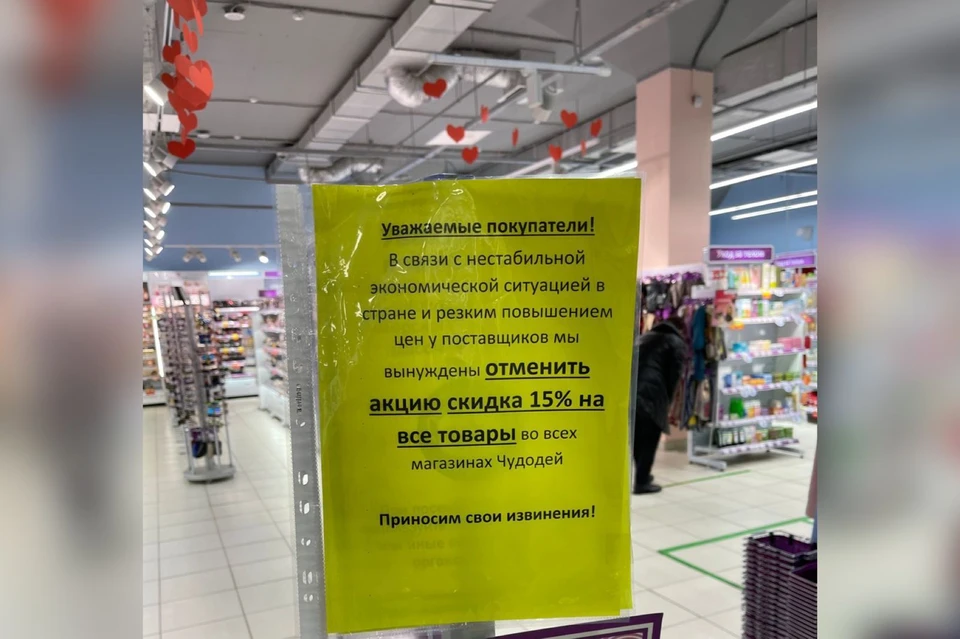 Уважаемые покупатели!
В связи с нестабильной
экономической ситуацией в
стране и резким повышением
цен у поставщиков мы
вынуждены отменить
акцию скидка 15% на
все товары во всех
магазинах Чудодей
Приносим свои извинения!